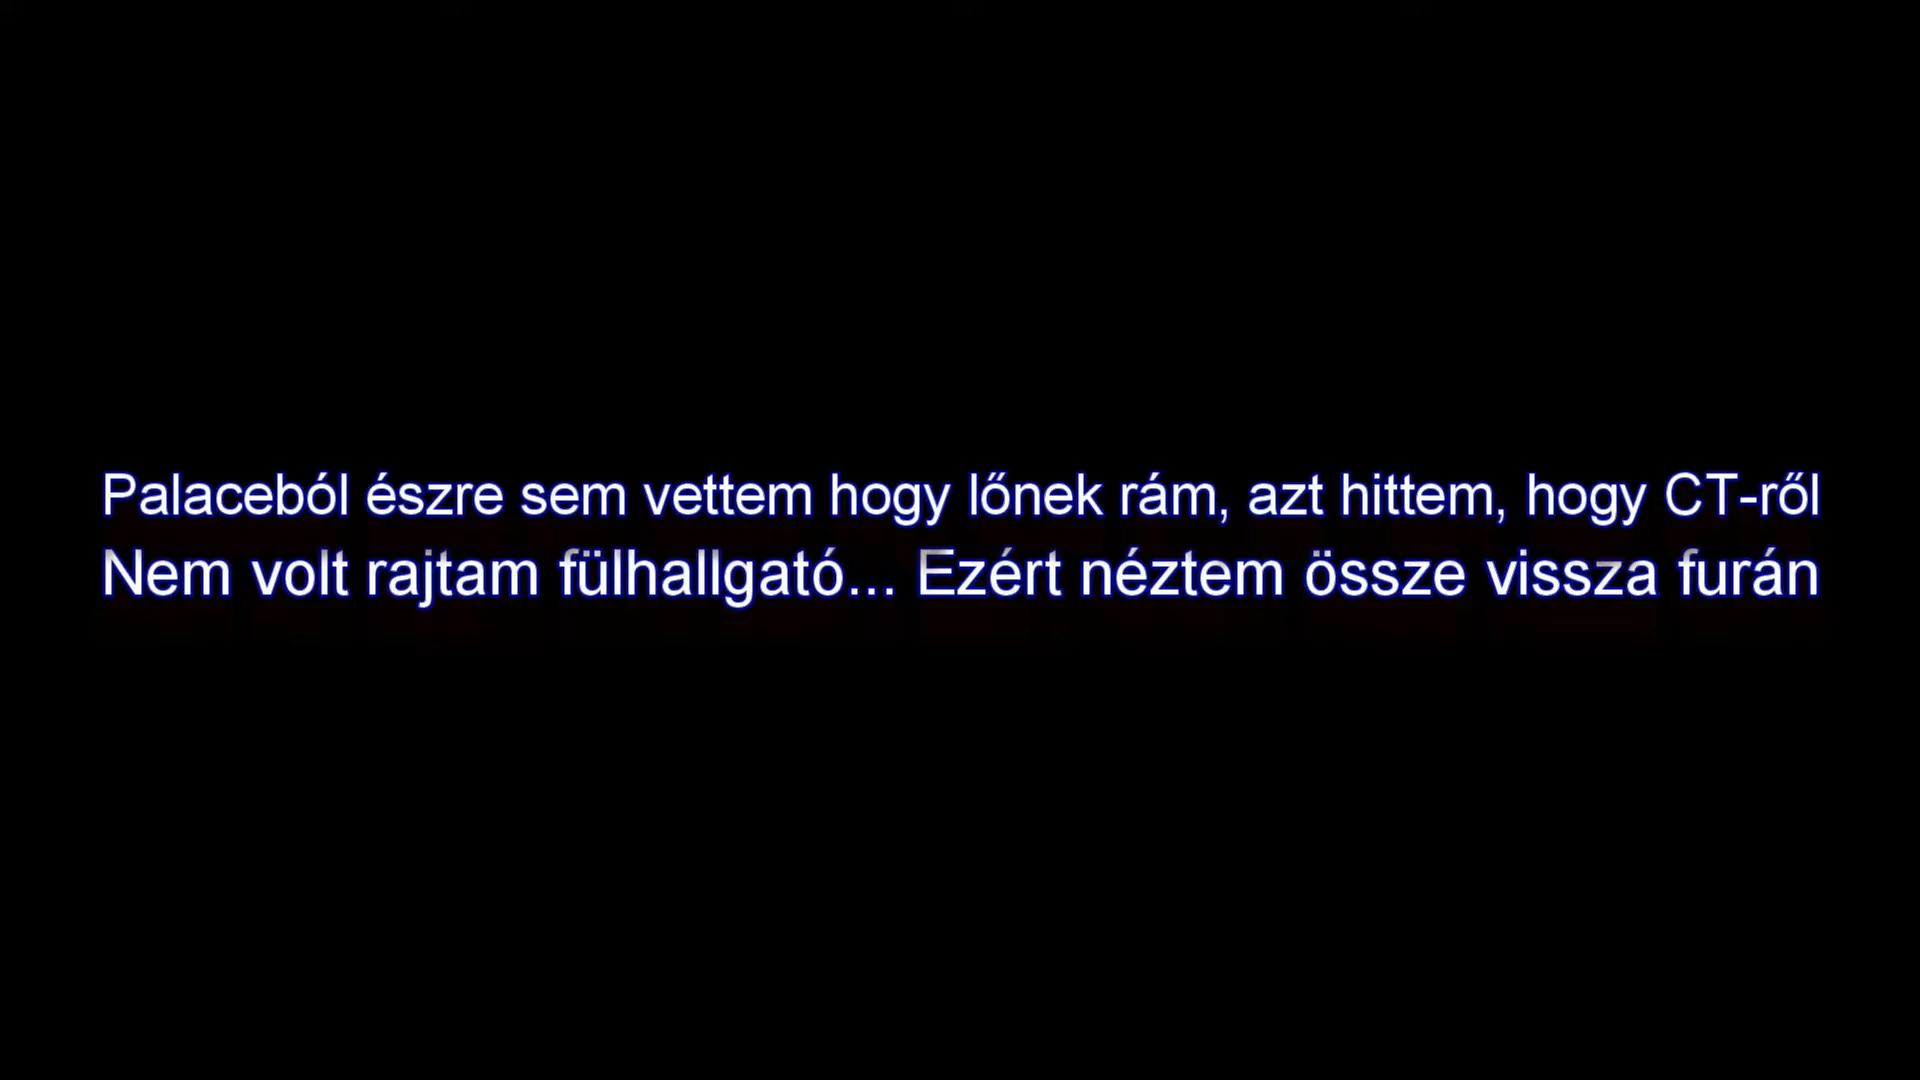 Palaceból észre sem vettem hogy lőnek rám, azt hittem, hogy CT-ről
Nem volt rajtam fülhallgató... Ezért néztem össze vissza furán